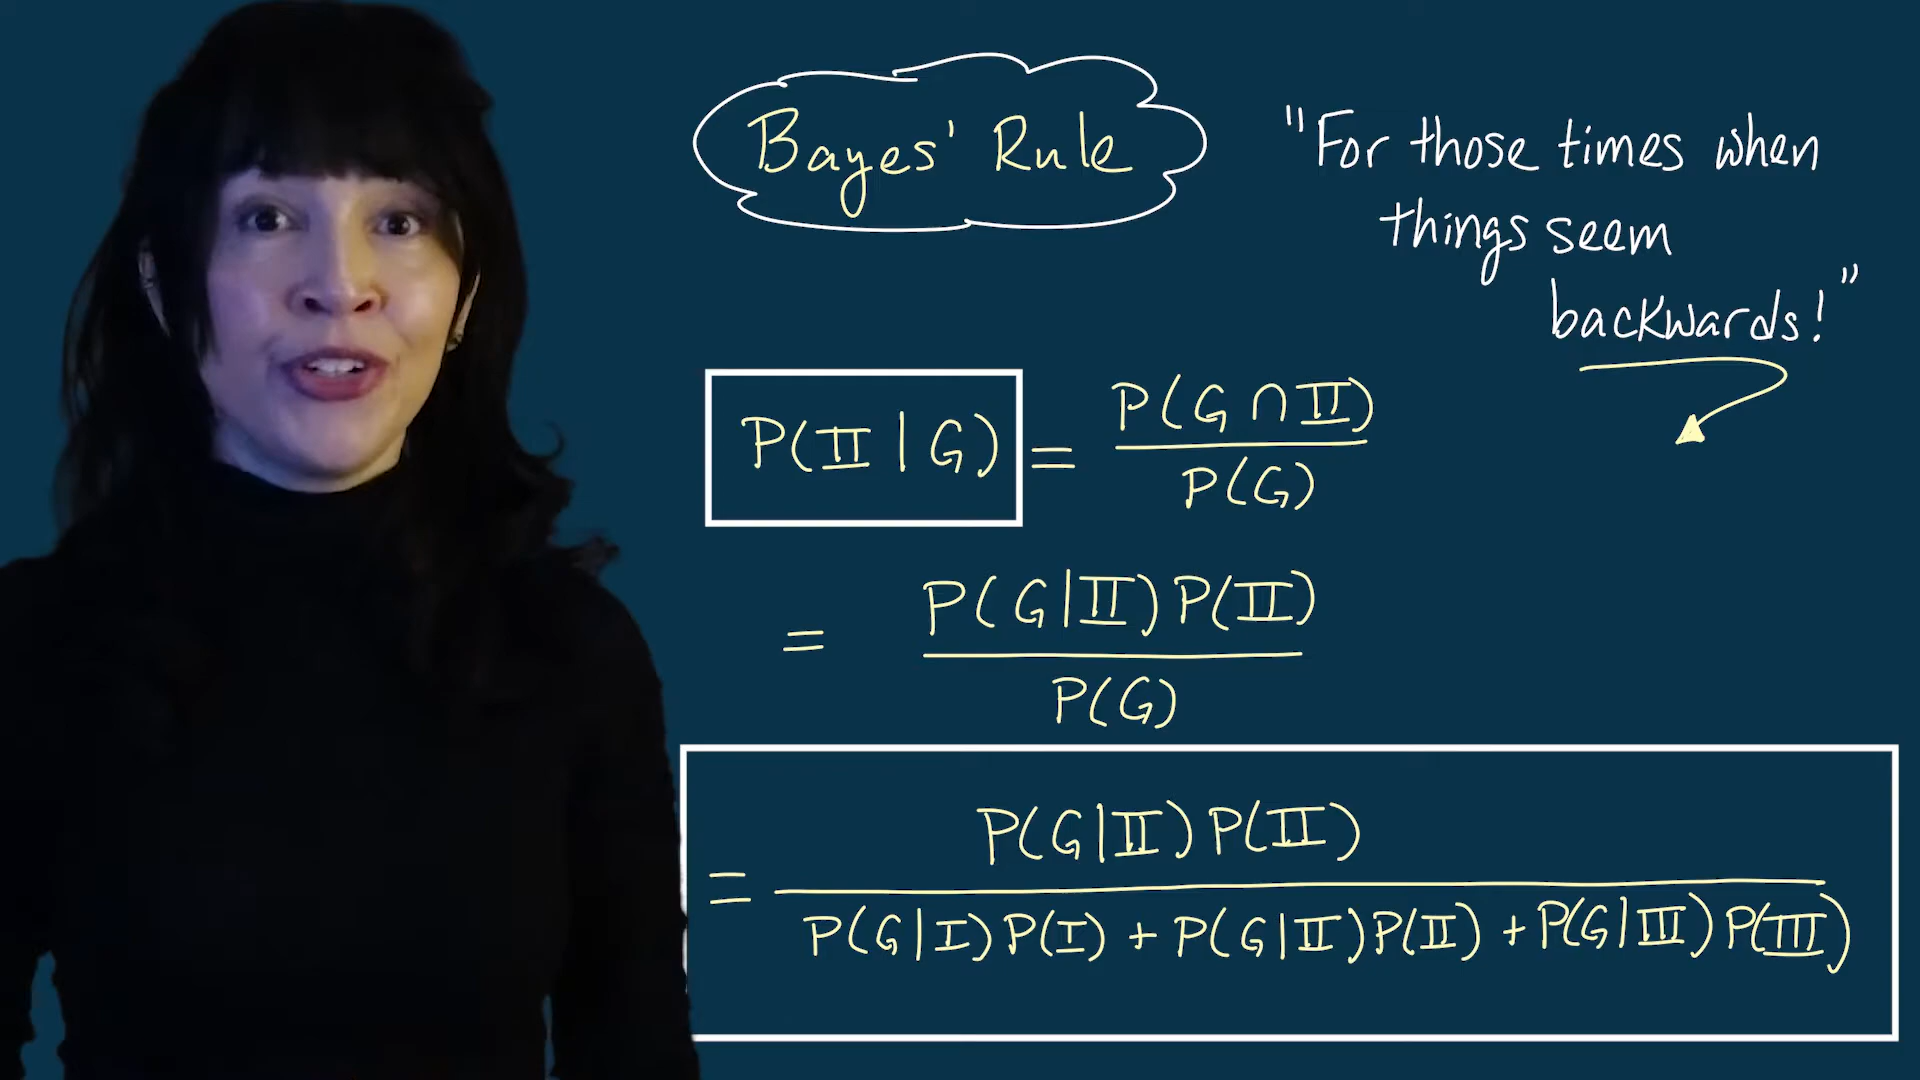 Bayes' Rule
"For those times when
things seem
backwards!"
P(II | G) = P(G ∩ II)
P(G)
= P(G|II) P(II)
P(G)
= P(G|II) P(II)
P(G|I) P(I) + P(G|II) P(II) + P(G|III) P(III)